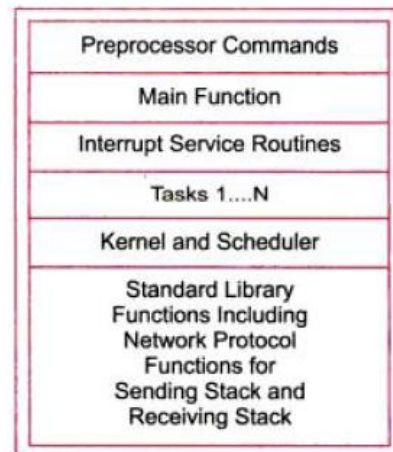 Preprocessor Commands
Main Function
Interrupt Service Routines
Tasks 1....N
Kernel and Scheduler
Standard Library
Functions Including
Network Protocol
Functions for
Sending Stack and
Receiving Stack